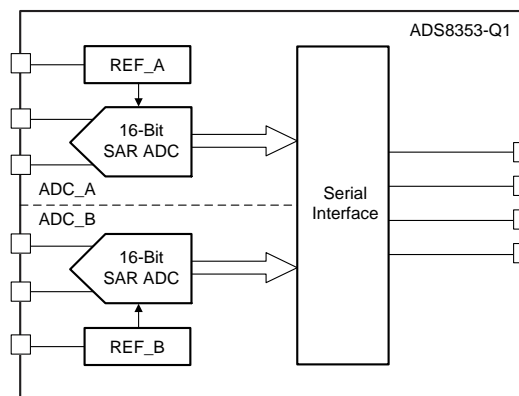 ADS8353-Q1
REF_A
16-Bit
SAR ADC
ADC_A
Serial
Interface
ADC_B
16-Bit
SAR ADC
REF_B